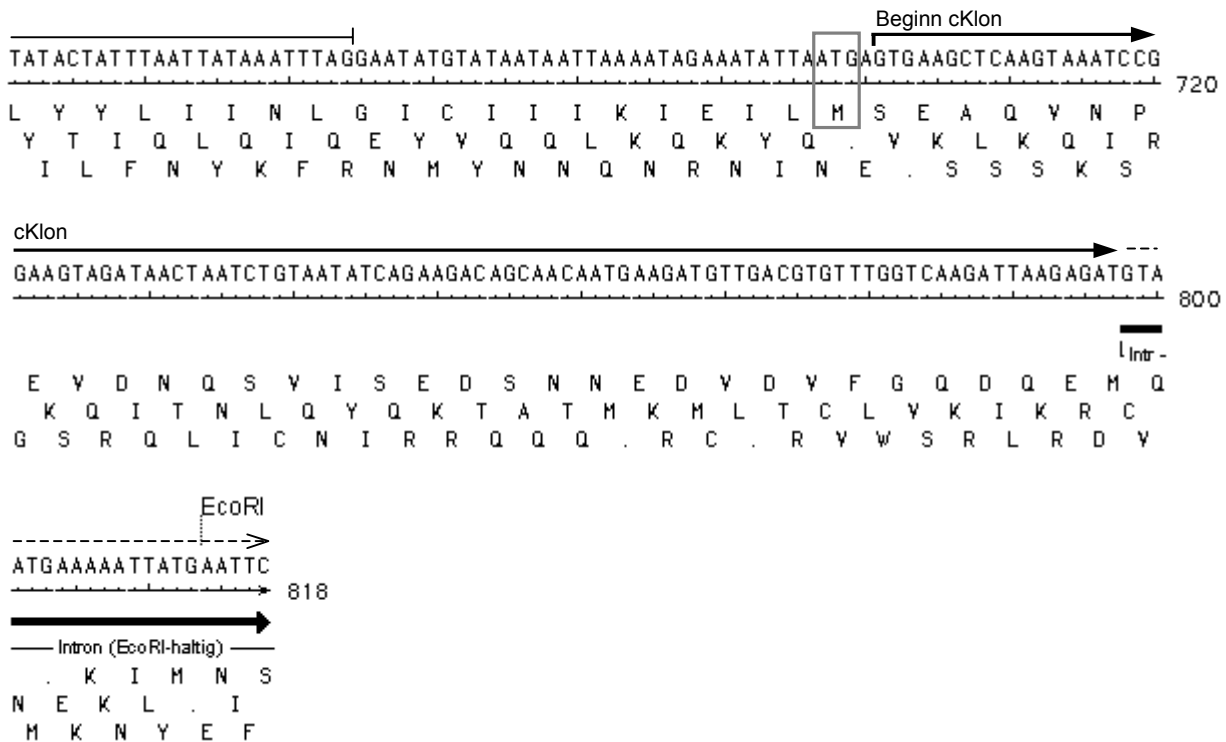 Beginn cKlon
TATACTATTTAATTATAAATTTAGGAATATGTATAATAATTAAAATAGAAATATTAATGAGTGAAGCTCAAGTAAATCCG
720
L Y Y L I I N L G I C I I I K I E I L M S E A Q V N P
Y T I Q L Q I Q E Y V Q Q L K Q K Y Q . V K L K Q I R
I L F N Y K F R N M Y N N Q N R N I N E . S S S K S
cKlon
GAAGTAGATAACTAATCTGTAATATCAGAAGACAGCAACAATGAAGATGTTGACGTGTTTGGTCAAGATTAAGAGATGTA
800
Intr -
E V D N Q S V I S E D S N N E D V D V F G Q D Q E M Q
K Q I T N L Q Y Q K T A T M K M L T C L V K I K R C
G S R Q L I C N I R R Q Q Q . R C . R V W S R L R D V
EcoRI
ATGAAAAATTATGAATTC
818
Intron (EcoRI-haltig)
. K I M N S
N E K L . I
M K N Y E F